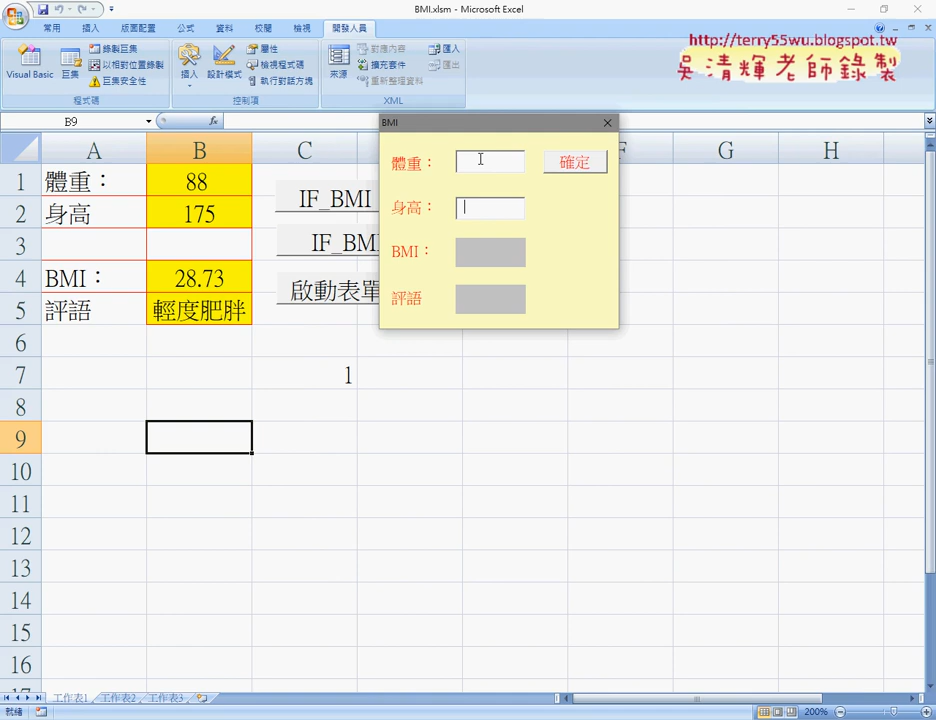 BMI.xlsm - Microsoft Excel
常用 插入 版面配置 公式 資料 校閱 檢視 開發人員
http://terry55wu.blogspot.tw
吳清輝老師錄製
Visual Basic 巨集 錄製巨集 以相對位置錄製 巨集安全性 程式碼
插入 設計模式 屬性 檢視程式碼 執行對話方塊 控制項
來源 對應內容 擴充套件 重新整理資料 匯入 匯出 XML
B9 fx
A B C F G H
1 體重： 88 IF_BMI
2 身高 175
3 IF_BMI
4 BMI： 28.73 啟動表單
5 評語 輕度肥胖
6
7 1
8
9
10
11
12
13
14
15
16
17
BMI
體重： 確定
身高：
BMI：
評語
工作表1 工作表2 工作表3
就緒 200%